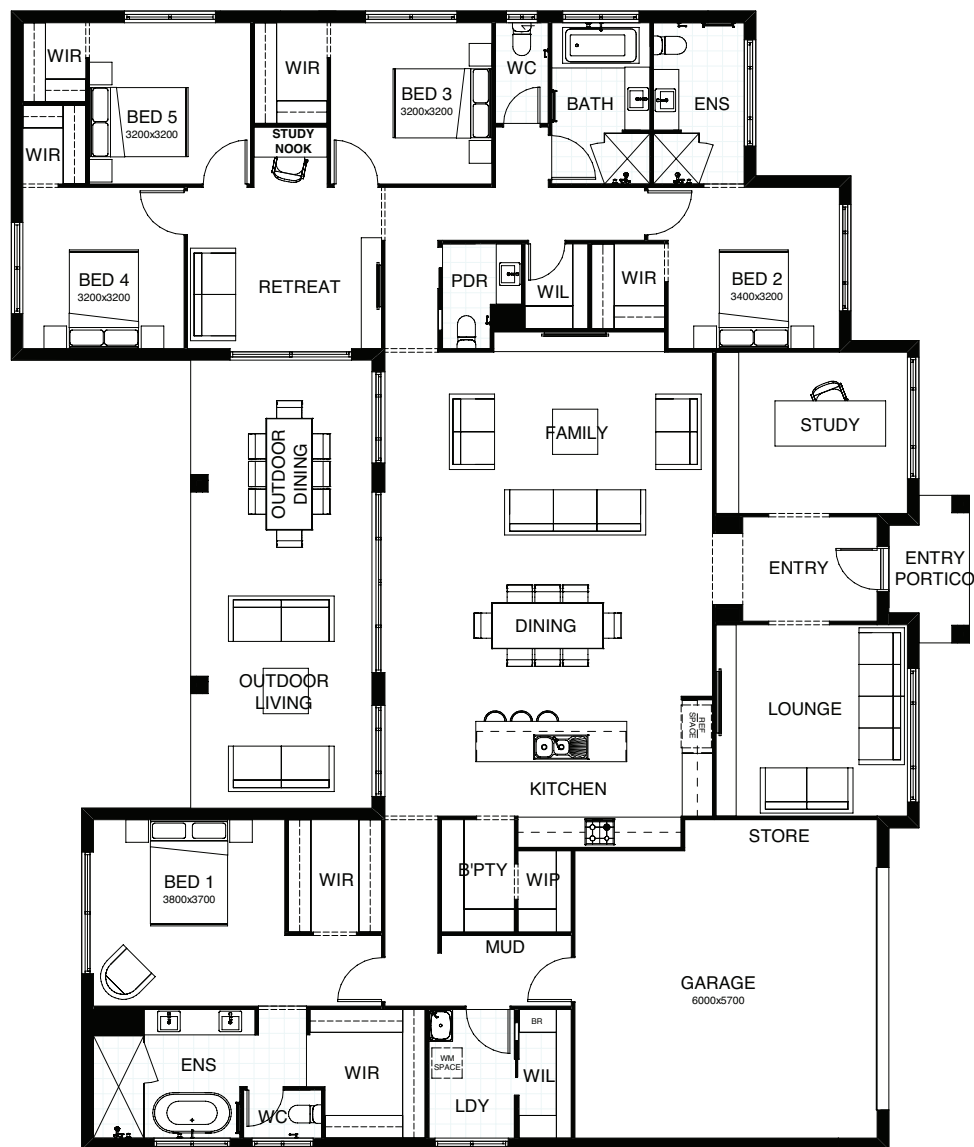 WIR
WIR
WC
BATH
ENS
BED 5
3200x3200
BED 3
3200x3200
STUDY
NOOK
WIR
BED 4
3200x3200
RETREAT
PDR
WIL
WIR
BED 2
3400x3200
OUTDOOR
DINING
FAMILY
STUDY
ENTRY
ENTRY
PORTICO
DINING
OUTDOOR
LIVING
REF
SPACE
LOUNGE
KITCHEN
STORE
BED 1
3800x3700
WIR
B'PTY
WIP
MUD
GARAGE
6000x5700
ENS
WC
WIR
WM
SPACE
LDY
BR
WIL